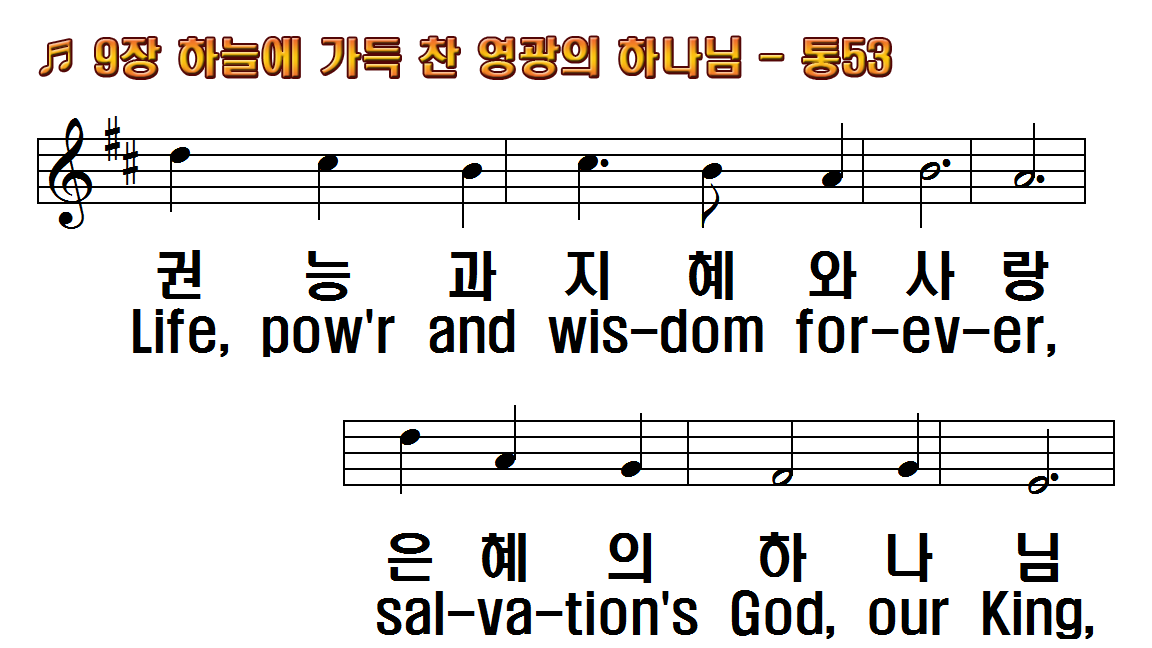 ♬ 9장 하늘에 가득 찬 영광의 하나님 - 통53
권 능 과 지 혜 와 사 랑
Life, pow'r and wis-dom for-ev-er,
은 혜 의 하 나 님
sal-va-tion's God, our King,